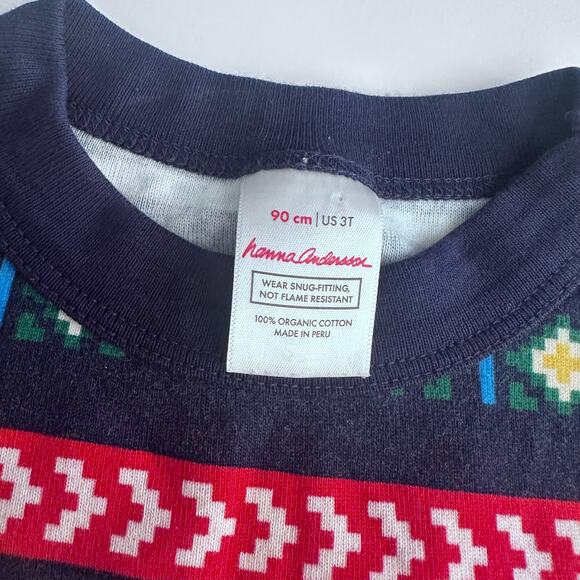 90 cm | US 3T
hanna andersson
WEAR SNUG-FITTING,
NOT FLAME RESISTANT
100% ORGANIC COTTON
MADE IN PERU